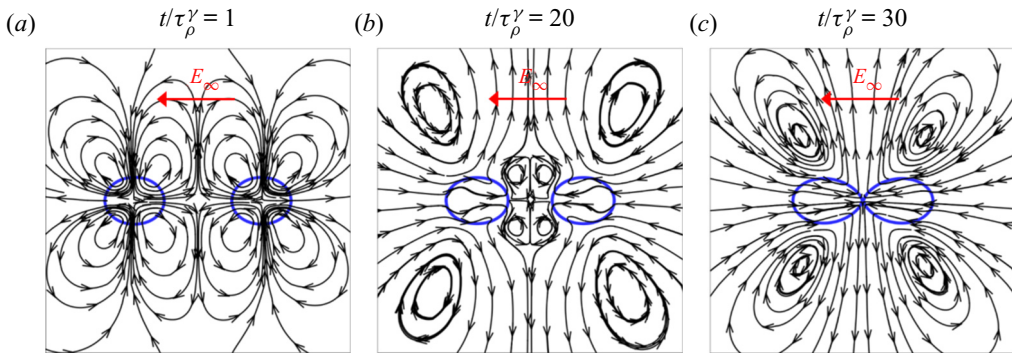 (a) t/τ_ρ^γ = 1
(b) t/τ_ρ^γ = 20
(c) t/τ_ρ^γ = 30
E_∞
E_∞
E_∞